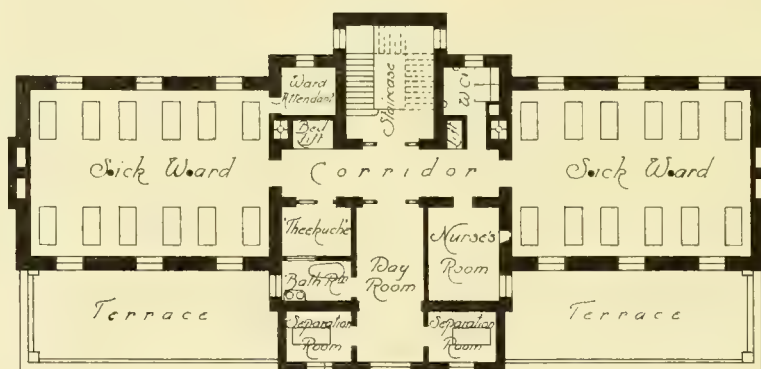 Ward
Attendant
Bed
Lift
Staircase
W.C.
Lift
Sick Ward
Corridor
Sick Ward
"Theekuche"
Nurse's
Room
Bath Rm
Day
Room
Terrace
Separation
Room
Separation
Room
Terrace